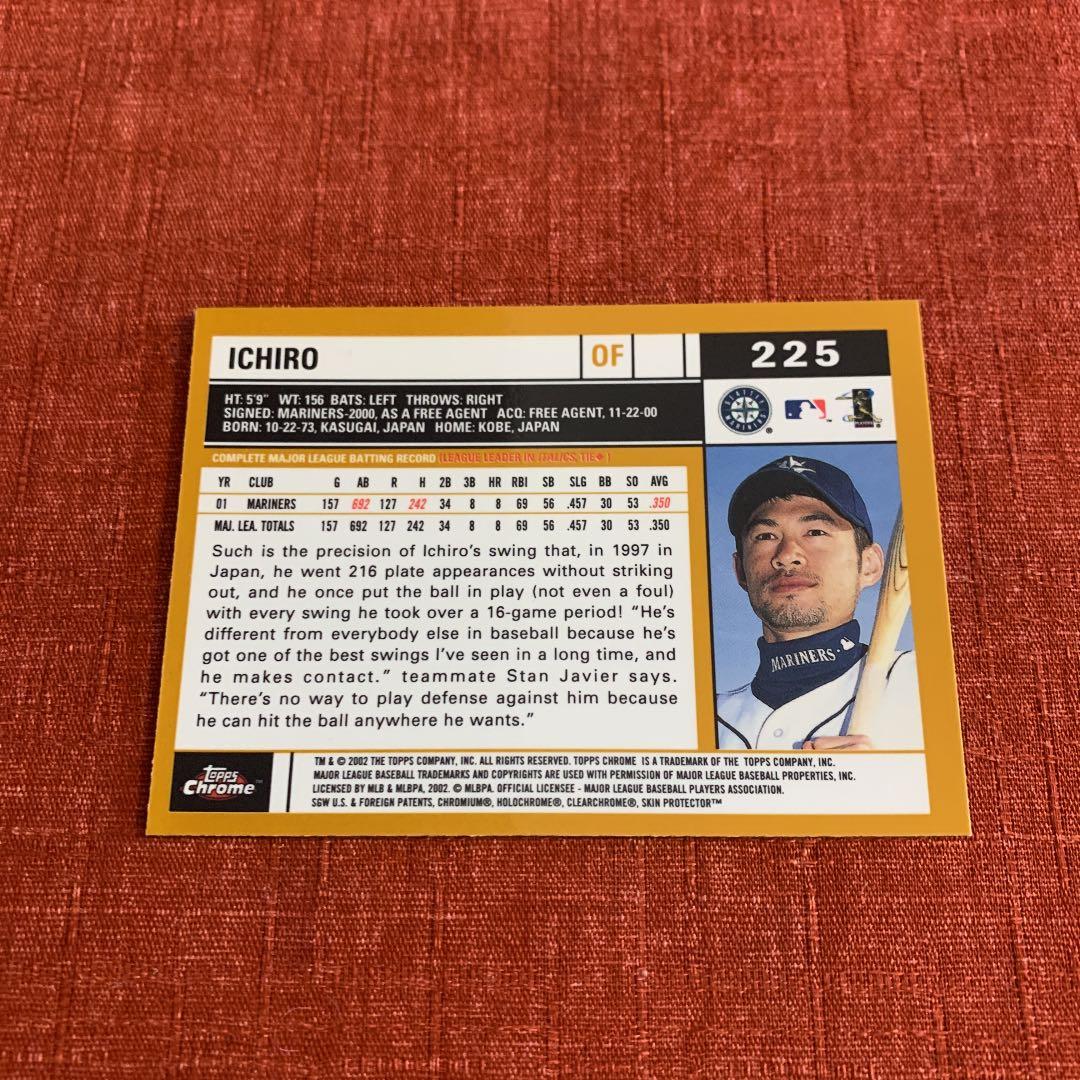 ICHIRO OF 225
HT: 5'9" WT: 156 BATS: LEFT THROWS: RIGHT
SIGNED: MARINERS-2000, AS A FREE AGENT ACQ: FREE AGENT, 11-22-00
BORN: 10-22-73, KASUGAI, JAPAN HOME: KOBE, JAPAN
SEATTLE MARINERS
COMPLETE MAJOR LEAGUE BATTING RECORD (LEAGUE LEADER IN ITALICS, TIE◆)
YR CLUB G AB R H 2B 3B HR RBI SB SLG BB SO AVG
01 MARINERS 157 692 127 242 34 8 8 69 56 .457 30 53 .350
MAJ. LEA. TOTALS 157 692 127 242 34 8 8 69 56 .457 30 53 .350
Such is the precision of Ichiro's swing that, in 1997 in
Japan, he went 216 plate appearances without striking
out, and he once put the ball in play (not even a foul)
with every swing he took over a 16-game period! “He's
different from everybody else in baseball because he's
got one of the best swings I've seen in a long time, and
he makes contact.” teammate Stan Javier says.
“There's no way to play defense against him because
he can hit the ball anywhere he wants.”
MARINERS
Topps
Chrome™
TM & © 2002 THE TOPPS COMPANY, INC. ALL RIGHTS RESERVED. TOPPS CHROME IS A TRADEMARK OF THE TOPPS COMPANY, INC.
MAJOR LEAGUE BASEBALL TRADEMARKS AND COPYRIGHTS ARE USED WITH PERMISSION OF MAJOR LEAGUE BASEBALL PROPERTIES, INC.
LICENSED BY MLB & MLBPA, 2002. © MLBPA. OFFICIAL LICENSEE - MAJOR LEAGUE BASEBALL PLAYERS ASSOCIATION.
SGW U.S. & FOREIGN PATENTS, CHROMIUM®, HOLOCHROME®, CLEARCHROME®, SKIN PROTECTOR™